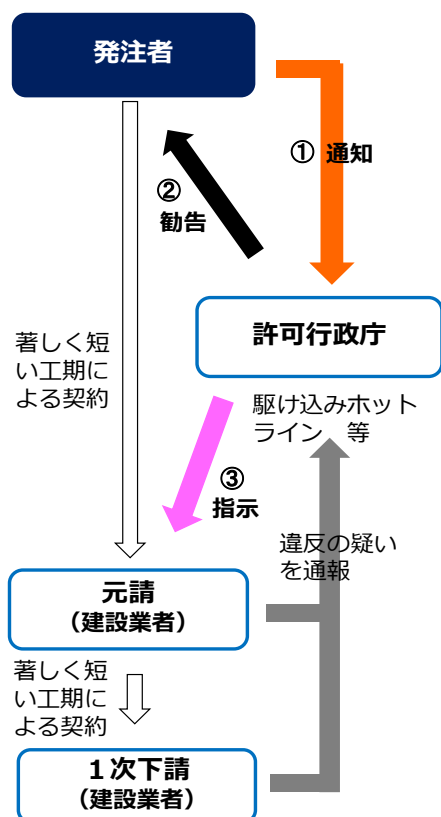 発注者
① 通知
②
勧告
許可行政庁
著しく短
い工期に
よる契約
駆け込みホット
ライン　等
③
指示
違反の疑い
を通報
元請
（建設業者）
著しく短
い工期に
よる契約
１次下請
（建設業者）